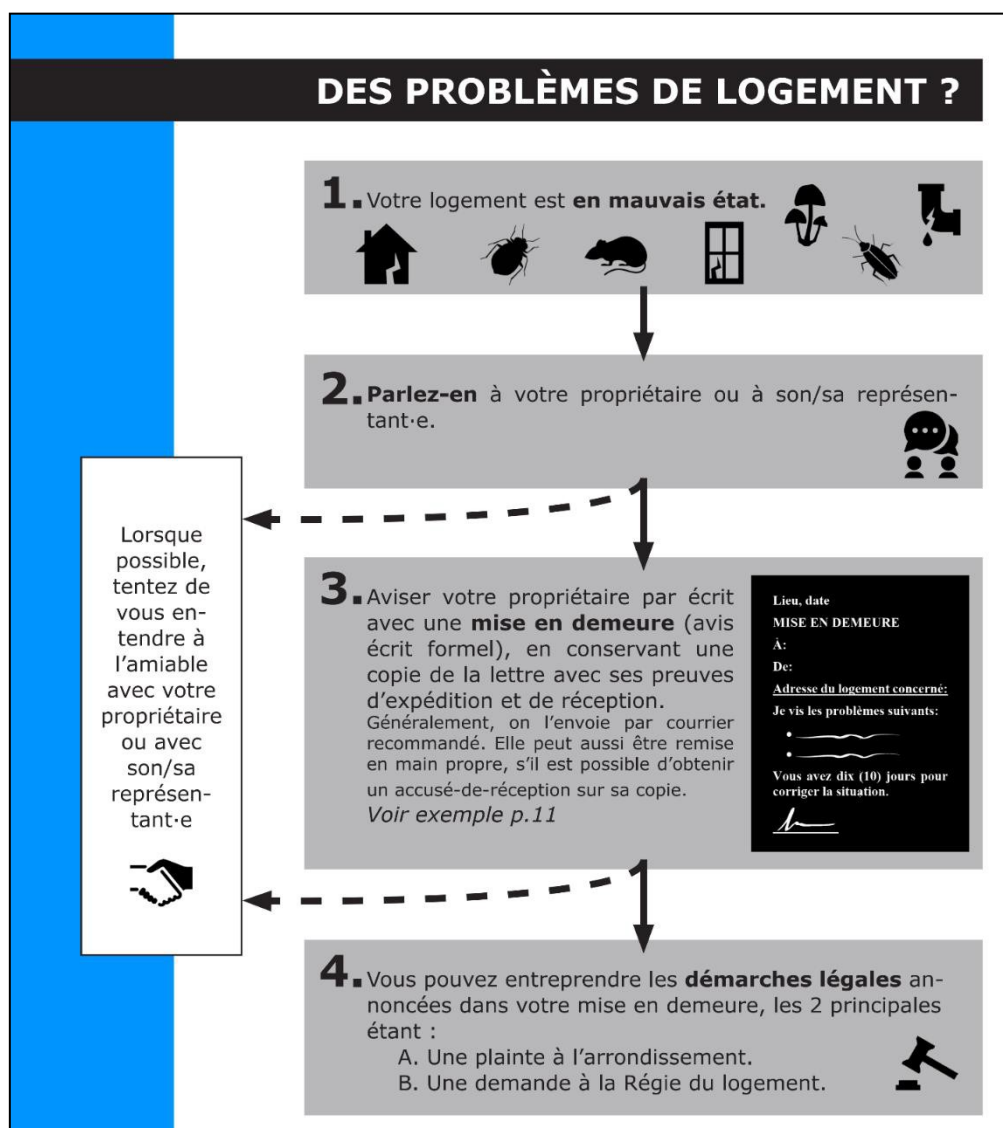 DES PROBLÈMES DE LOGEMENT ?
1. Votre logement est en mauvais état.
2. Parlez-en à votre propriétaire ou à son/sa représen-
tant·e.
Lorsque
possible,
tentez de
vous en-
tendre à
l'amiable
avec votre
propriétaire
ou avec
son/sa
représen-
tant·e
3. Aviser votre propriétaire par écrit
avec une mise en demeure (avis
écrit formel), en conservant une
copie de la lettre avec ses preuves
d'expédition et de réception.
Généralement, on l'envoie par courrier
recommandé. Elle peut aussi être remise
en main propre, s'il est possible d'obtenir
un accusé-de-réception sur sa copie.
Voir exemple p.11
Lieu, date
MISE EN DEMEURE
À:
De:
Adresse du logement concerné:
Je vis les problèmes suivants:
Vous avez dix (10) jours pour
corriger la situation.
4. Vous pouvez entreprendre les démarches légales an-
noncées dans votre mise en demeure, les 2 principales
étant :
A. Une plainte à l'arrondissement.
B. Une demande à la Régie du logement.